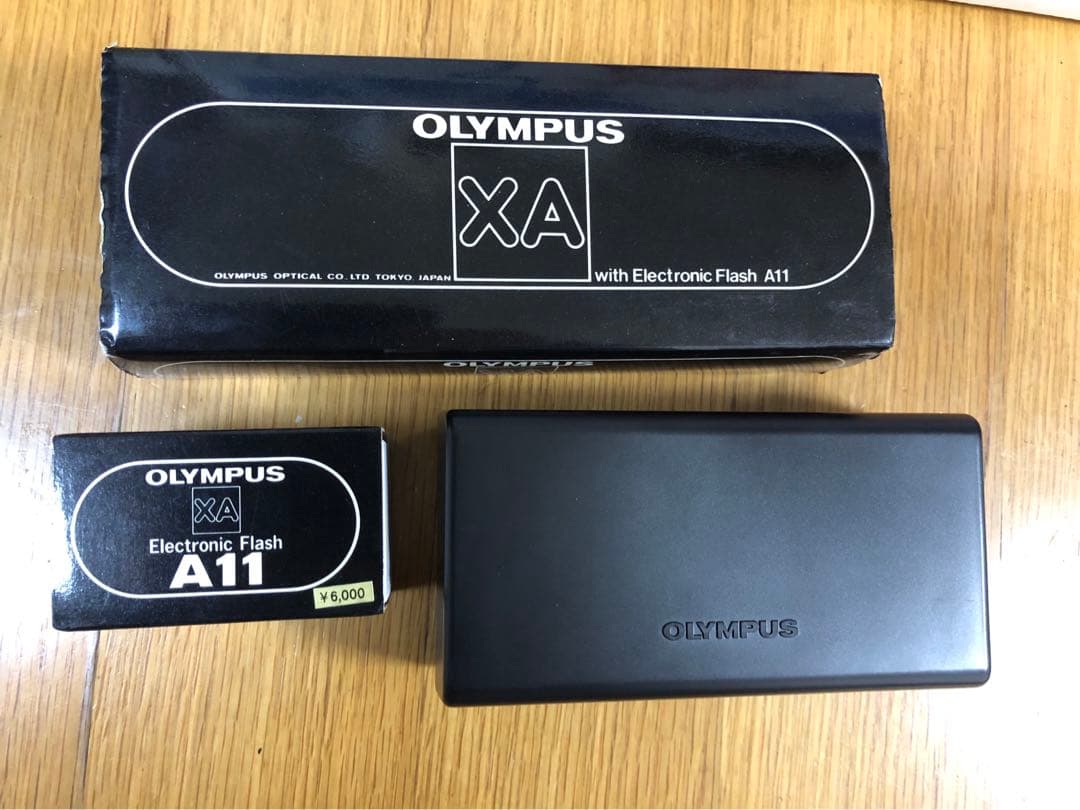 OLYMPUS
XA
OLYMPUS OPTICAL CO. LTD. TOKYO. JAPAN
with Electronic Flash A11
OLYMPUS
OLYMPUS
XA
Electronic Flash
A11
¥6,000
OLYMPUS